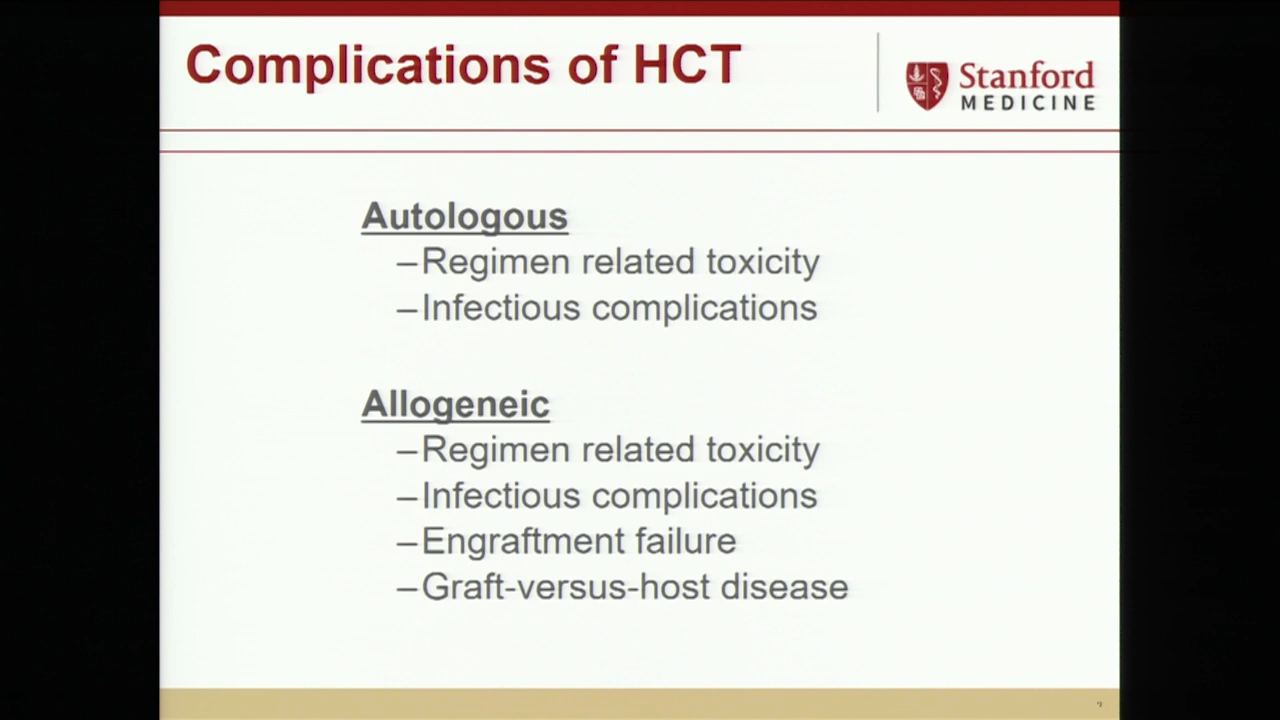 Complications of HCT
Stanford
MEDICINE
Autologous
–Regimen related toxicity
–Infectious complications
Allogeneic
–Regimen related toxicity
–Infectious complications
–Engraftment failure
–Graft-versus-host disease